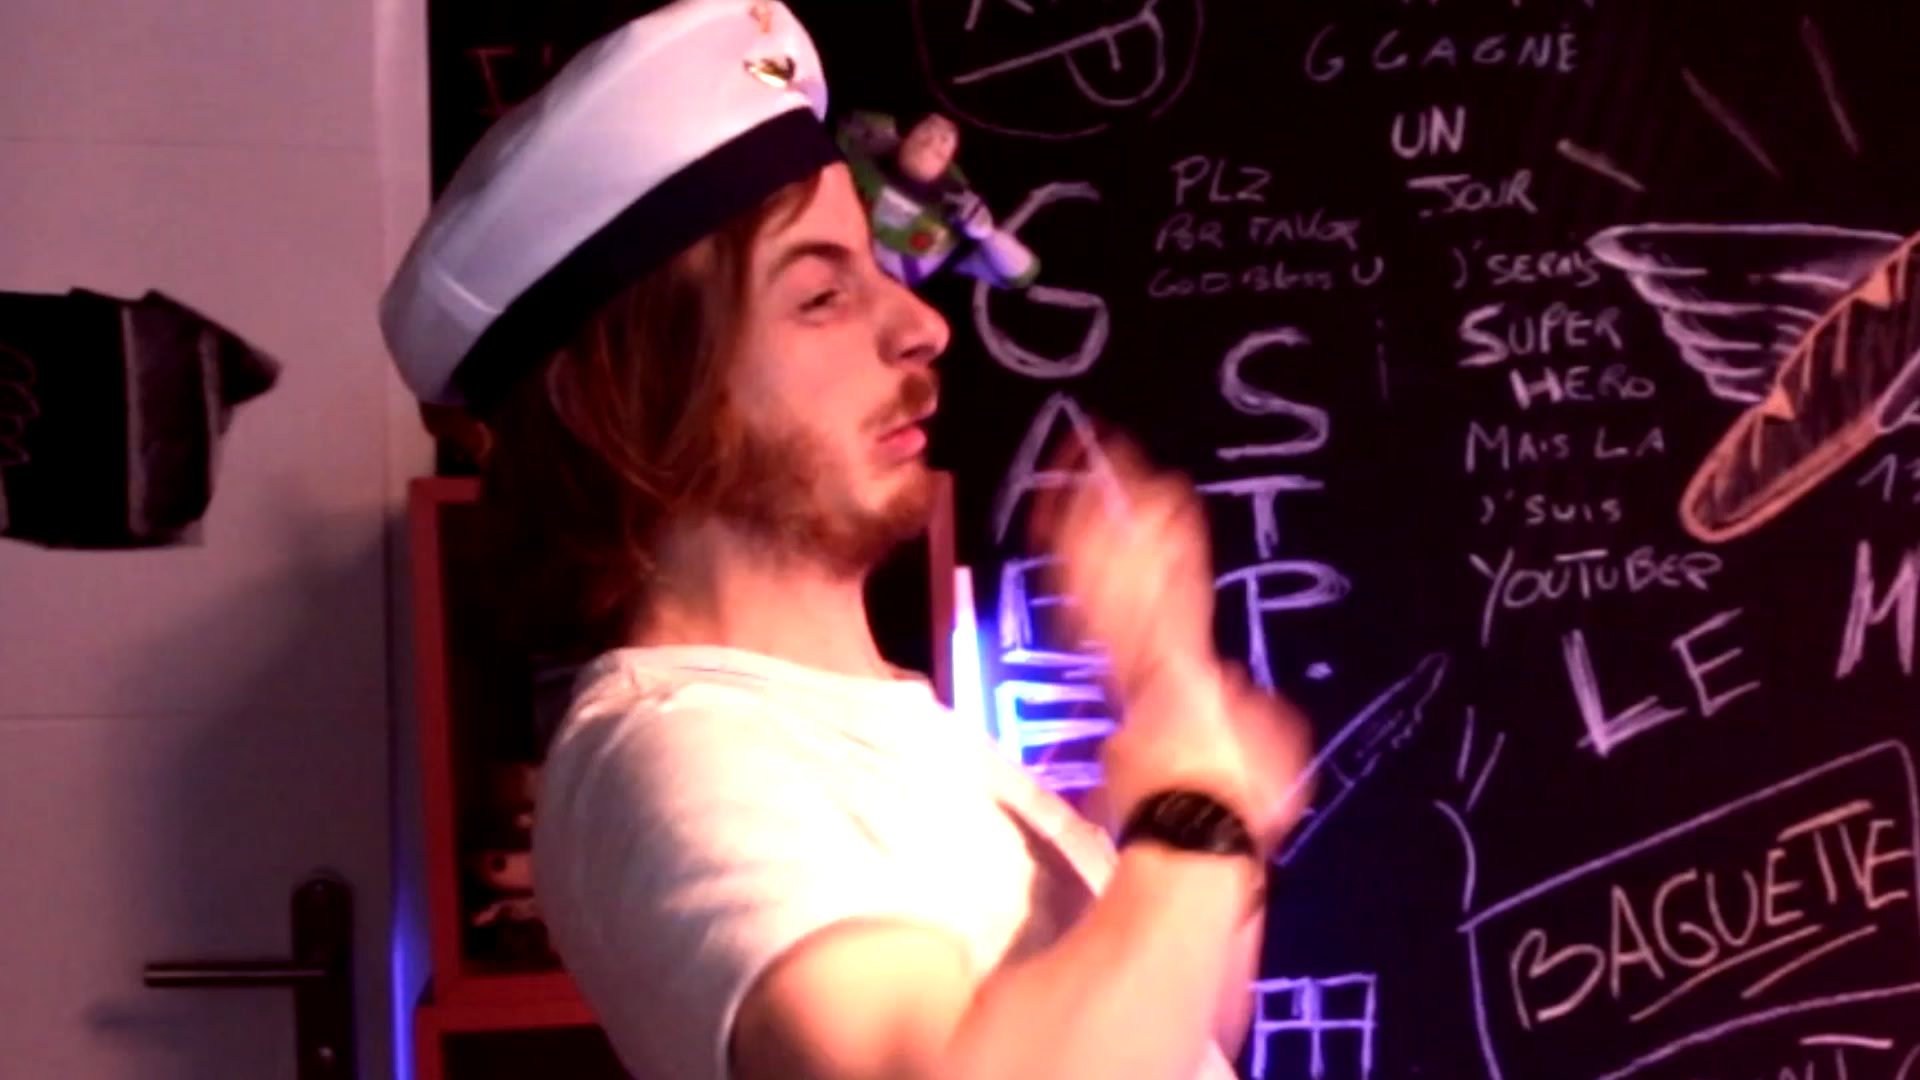 G GAGNÉ
UN
JOUR
J'SERAIS
SUPER
HERO
MAIS LA
J'SUIS
YOUTUBER
PLZ
POR FAVOR
GOD Bless U
G
A
S
T
P.
LE M
BAGUETTE